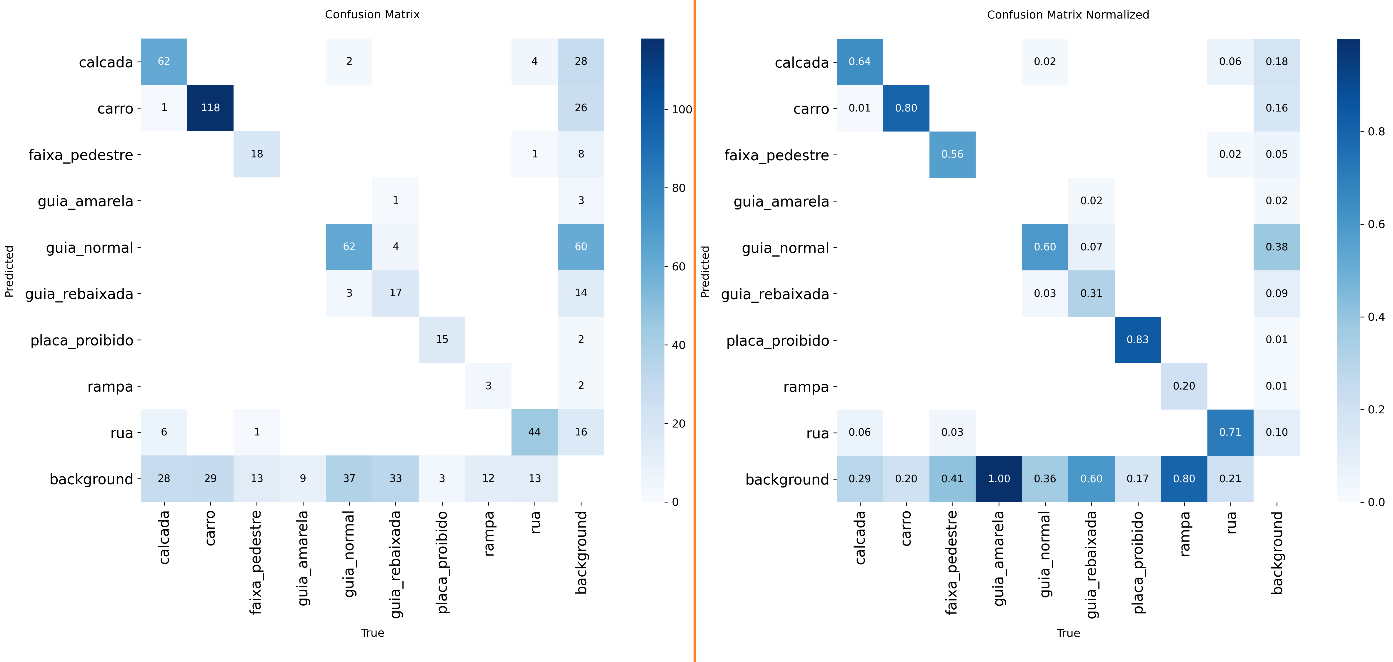 Confusion Matrix
calcada 62 2 4 28
carro 1 118 26
faixa_pedestre 18 1 8
guia_amarela 1 3
guia_normal 62 4 60
guia_rebaixada 3 17 14
placa_proibido 15 2
rampa 3 2
rua 6 1 44 16
background 28 29 13 9 37 33 3 12 13
calcada carro faixa_pedestre guia_amarela guia_normal guia_rebaixada placa_proibido rampa rua background
True
Predicted
100
80
60
40
20
0
Confusion Matrix Normalized
calcada 0.64 0.02 0.06 0.18
carro 0.01 0.80 0.16
faixa_pedestre 0.56 0.02 0.05
guia_amarela 0.02 0.02
guia_normal 0.60 0.07 0.38
guia_rebaixada 0.03 0.31 0.09
placa_proibido 0.83 0.01
rampa 0.20 0.01
rua 0.06 0.03 0.71 0.10
background 0.29 0.20 0.41 1.00 0.36 0.60 0.17 0.80 0.21
calcada carro faixa_pedestre guia_amarela guia_normal guia_rebaixada placa_proibido rampa rua background
True
Predicted
0.8
0.6
0.4
0.2
0.0